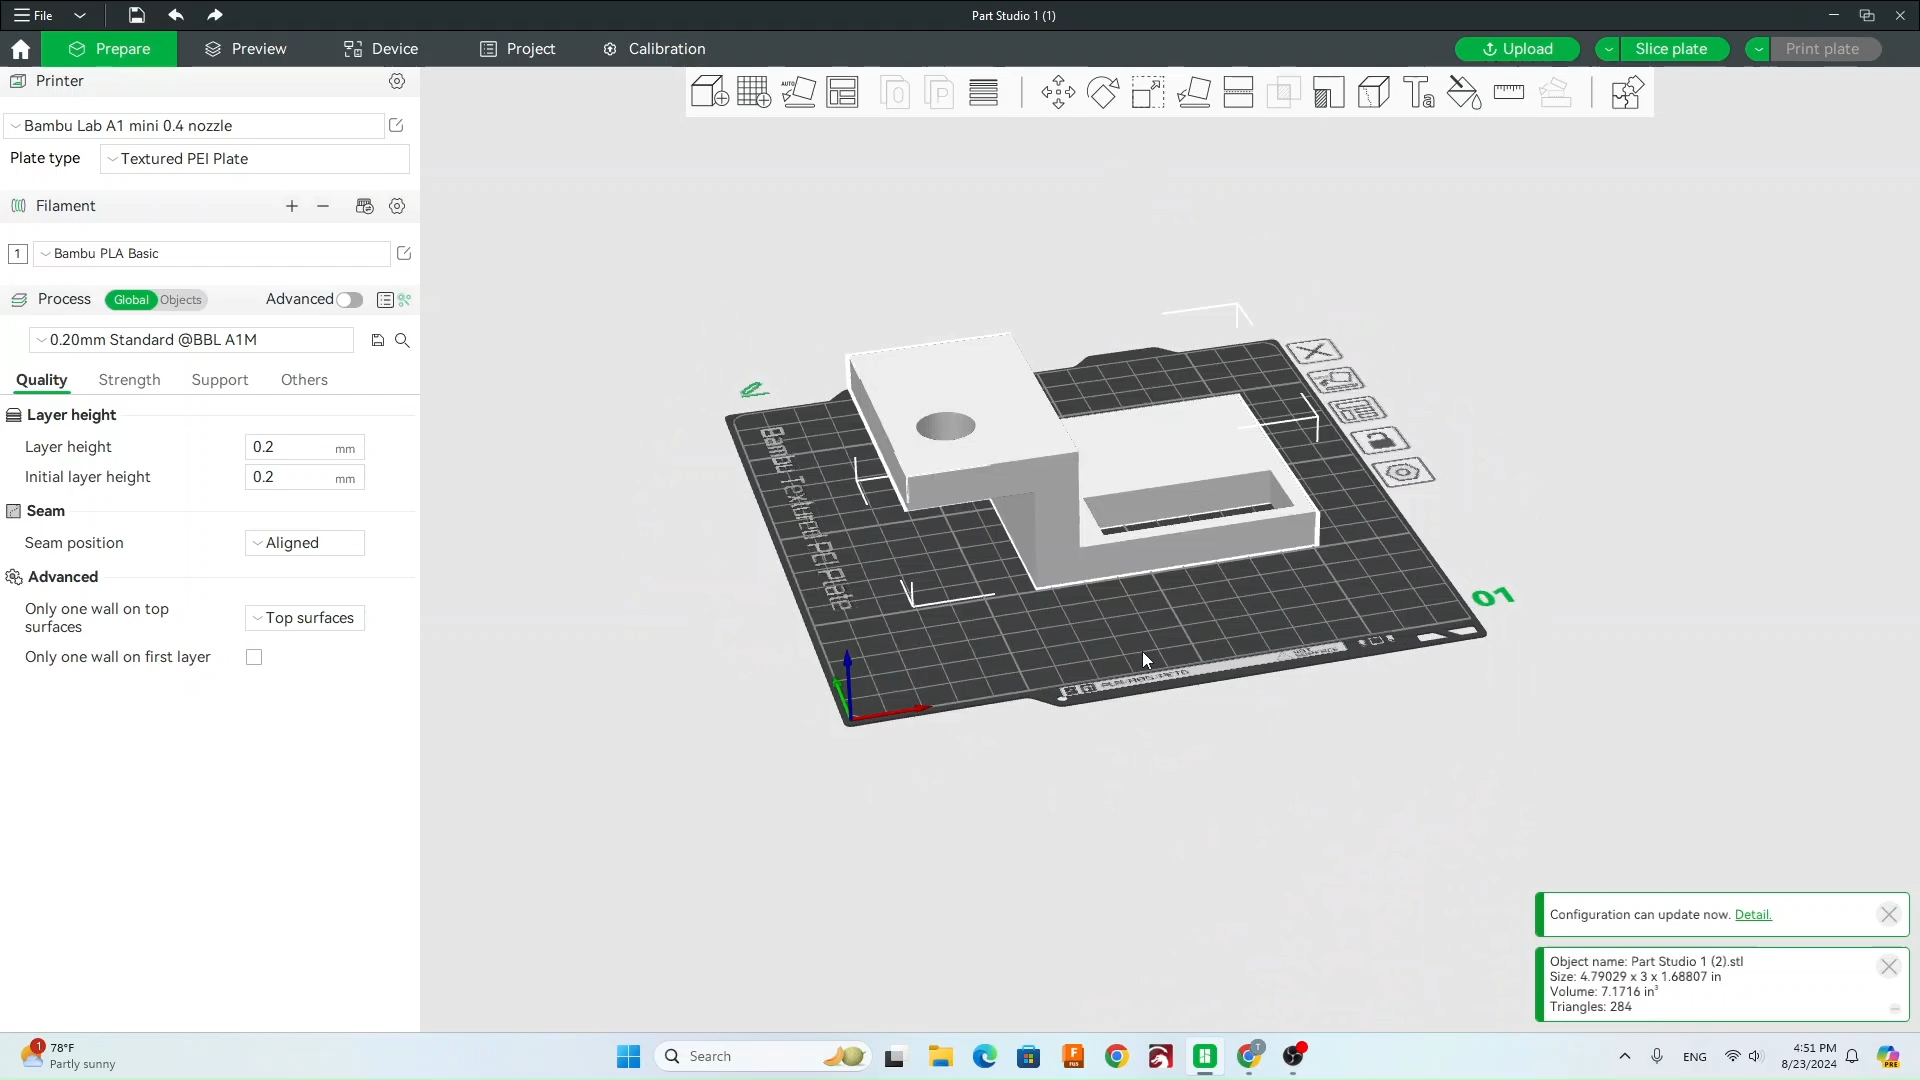 File
Part Studio 1 (1)
Prepare
Preview
Device
Project
Calibration
Upload
Slice plate
Print plate
Printer
AUTO
O
P
Ta
Bambu Lab A1 mini 0.4 nozzle
Plate type
Textured PEI Plate
Filament
1
Bambu PLA Basic
Process
Global
Objects
Advanced
0.20mm Standard @BBL A1M
Quality
Strength
Support
Others
Layer height
Layer height
0.2
mm
Initial layer height
0.2
mm
Seam
Seam position
Aligned
Advanced
Only one wall on top
surfaces
Top surfaces
Only one wall on first layer
Bambu Textured PEI Plate
01
Configuration can update now. Detail.
Object name: Part Studio 1 (2).stl
Size: 4.79029 x 3 x 1.68807 in
Volume: 7.1716 in³
Triangles: 284
1
78°F
Partly sunny
Search
F
FUS
T
ENG
4:51 PM
8/23/2024
PRE